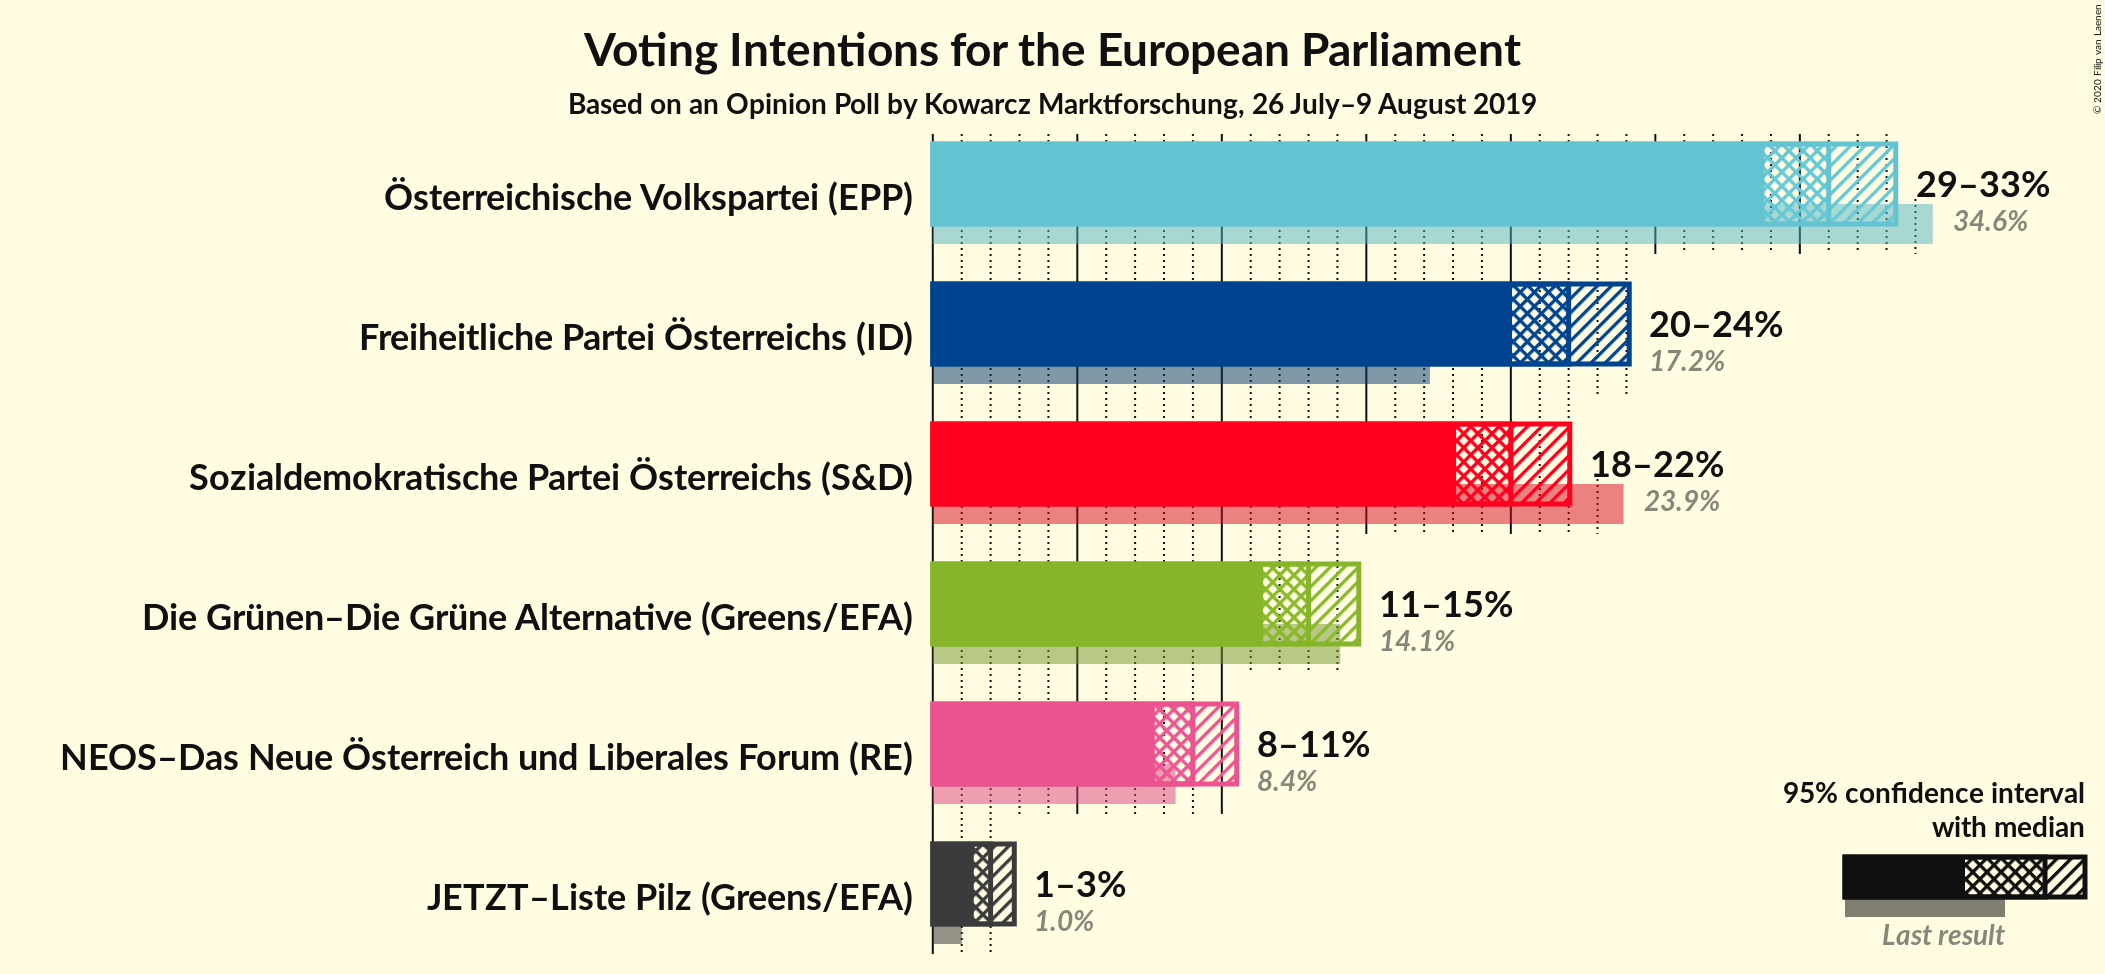 Voting Intentions for the European Parliament
Based on an Opinion Poll by Kowarcz Marktforschung, 26 July–9 August 2019
© 2020 Filip van Laenen
Österreichische Volkspartei (EPP)
29–33%
34.6%
Freiheitliche Partei Österreichs (ID)
20–24%
17.2%
Sozialdemokratische Partei Österreichs (S&D)
18–22%
23.9%
Die Grünen–Die Grüne Alternative (Greens/EFA)
11–15%
14.1%
NEOS–Das Neue Österreich und Liberales Forum (RE)
8–11%
8.4%
JETZT–Liste Pilz (Greens/EFA)
1–3%
1.0%
95% confidence interval
with median
Last result